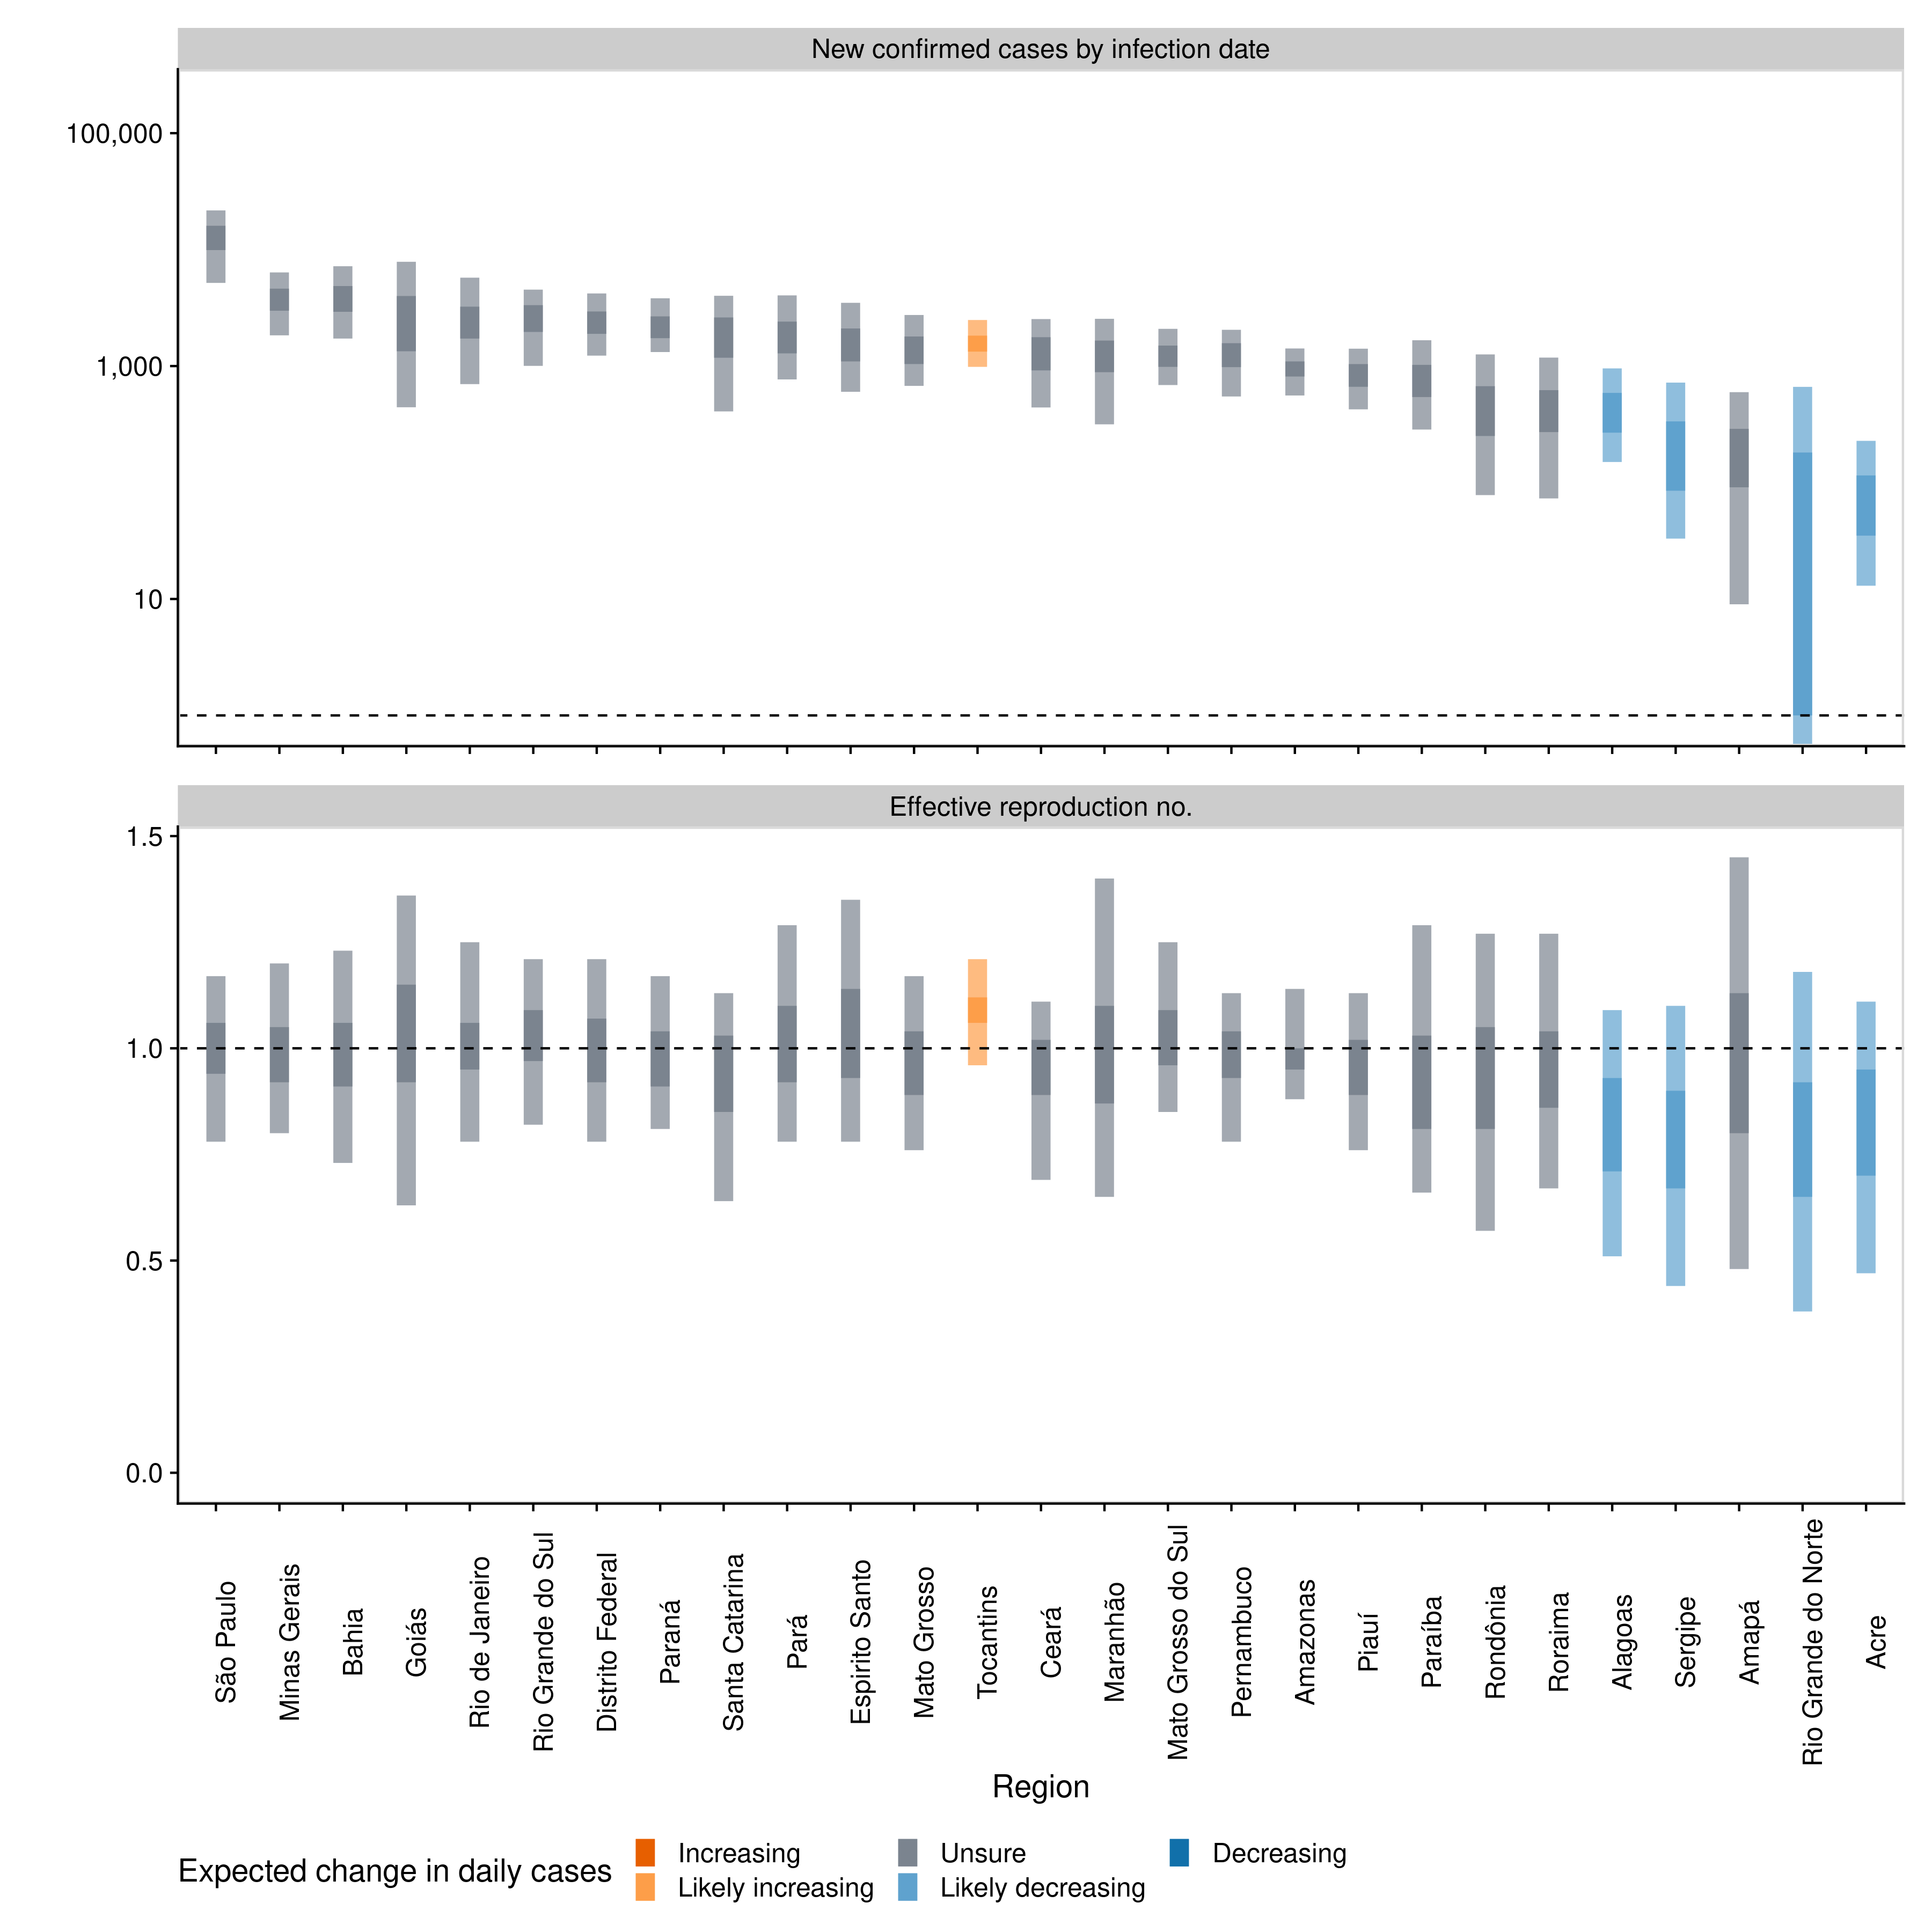 New confirmed cases by infection date
100,000
1,000
10
Effective reproduction no.
1.5
1.0
0.5
0.0
São Paulo
Minas Gerais
Bahia
Goiás
Rio de Janeiro
Rio Grande do Sul
Distrito Federal
Paraná
Santa Catarina
Pará
Espirito Santo
Mato Grosso
Tocantins
Ceará
Maranhão
Mato Grosso do Sul
Pernambuco
Amazonas
Piauí
Paraíba
Rondônia
Roraima
Alagoas
Sergipe
Amapá
Rio Grande do Norte
Acre
Region
Expected change in daily cases
Increasing
Likely increasing
Unsure
Likely decreasing
Decreasing